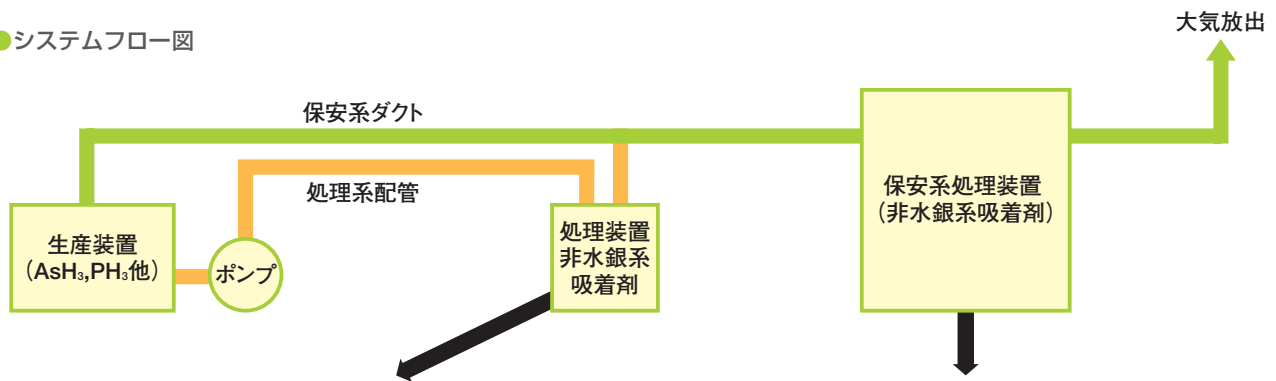 大気放出
●システムフロー図
保安系ダクト
処理系配管
生産装置
（AsH₃,PH₃他）
ポンプ
処理装置
非水銀系
吸着剤
保安系処理装置
（非水銀系吸着剤）